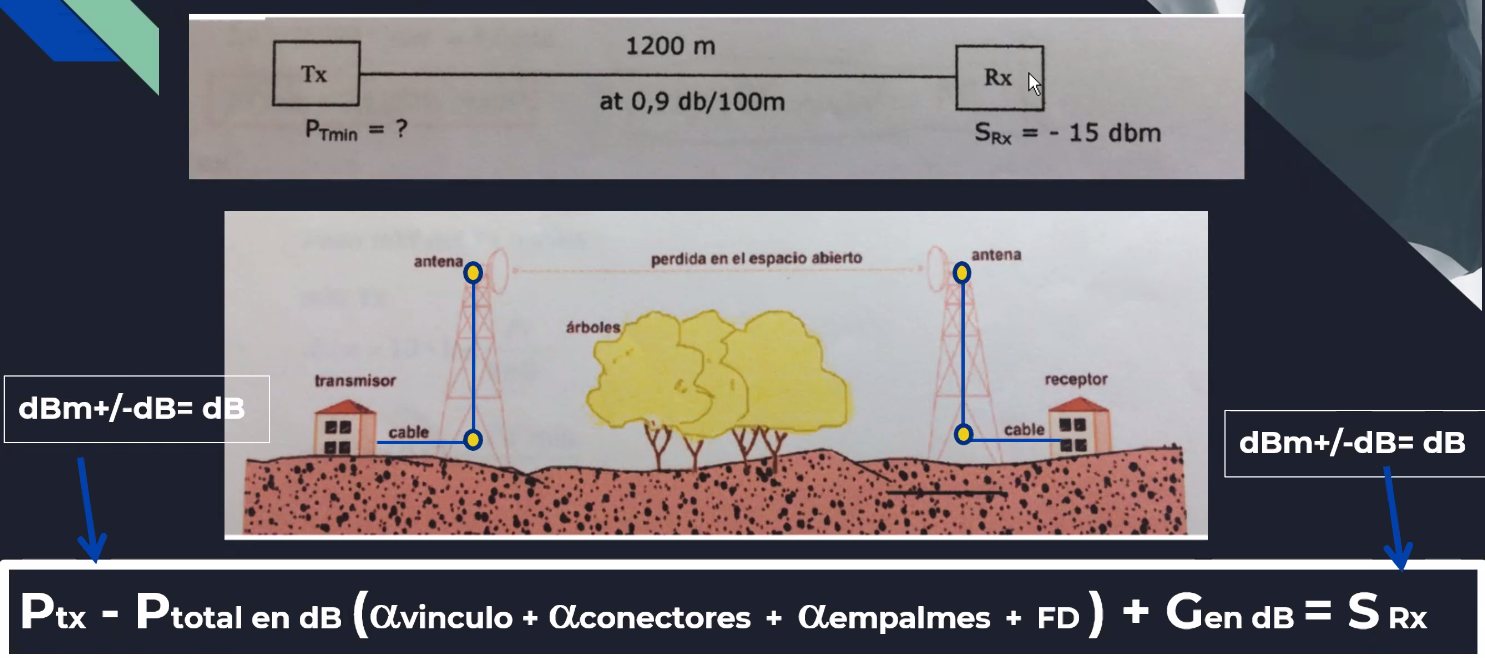 1200 m
Tx
Rx
at 0,9 db/100m
PTmin = ?
SRx = - 15 dbm
antena
perdida en el espacio abierto
antena
árboles
transmisor
receptor
cable
cable
dBm+/-dB= dB
dBm+/-dB= dB
Ptx - Ptotal en dB (αvinculo + αconectores + αempalmes + FD ) + Gen dB = S Rx